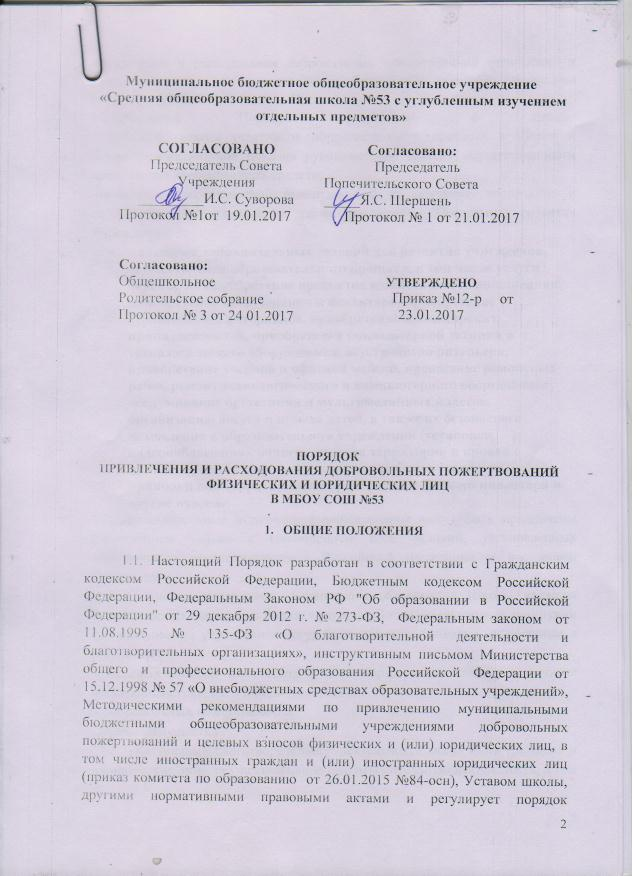 Муниципальное бюджетное общеобразовательное учреждение
«Средняя общеобразовательная школа №53 с углубленным изучением
отдельных предметов»
СОГЛАСОВАНО
Председатель Совета
Учреждения
И.С. Суворова
Протокол №1от 19.01.2017
Согласовано:
Председатель
Попечительского Совета
Я.С. Шершень
Протокол № 1 от 21.01.2017
Согласовано:
Общешкольное
Родительское собрание
Протокол № 3 от 24 01.2017
УТВЕРЖДЕНО
Приказ №12-р от
23.01.2017
ПОРЯДОК
ПРИВЛЕЧЕНИЯ И РАСХОДОВАНИЯ ДОБРОВОЛЬНЫХ ПОЖЕРТВОВАНИЙ
ФИЗИЧЕСКИХ И ЮРИДИЧЕСКИХ ЛИЦ
В МБОУ СОШ №53
1. ОБЩИЕ ПОЛОЖЕНИЯ
1.1. Настоящий Порядок разработан в соответствии с Гражданским
кодексом Российской Федерации, Бюджетным кодексом Российской
Федерации, Федеральным Законом РФ "Об образовании в Российской
Федерации" от 29 декабря 2012 г. № 273-ФЗ, Федеральным законом от
11.08.1995 № 135-ФЗ «О благотворительной деятельности и
благотворительных организациях», инструктивным письмом Министерства
общего и профессионального образования Российской Федерации от
15.12.1998 № 57 «О внебюджетных средствах образовательных учреждений»,
Методическими рекомендациями по привлечению муниципальными
бюджетными общеобразовательными учреждениями добровольных
пожертвований и целевых взносов физических и (или) юридических лиц, в
том числе иностранных граждан и (или) иностранных юридических лиц
(приказ комитета по образованию от 26.01.2015 №84-осн), Уставом школы,
другими нормативными правовыми актами и регулирует порядок
2